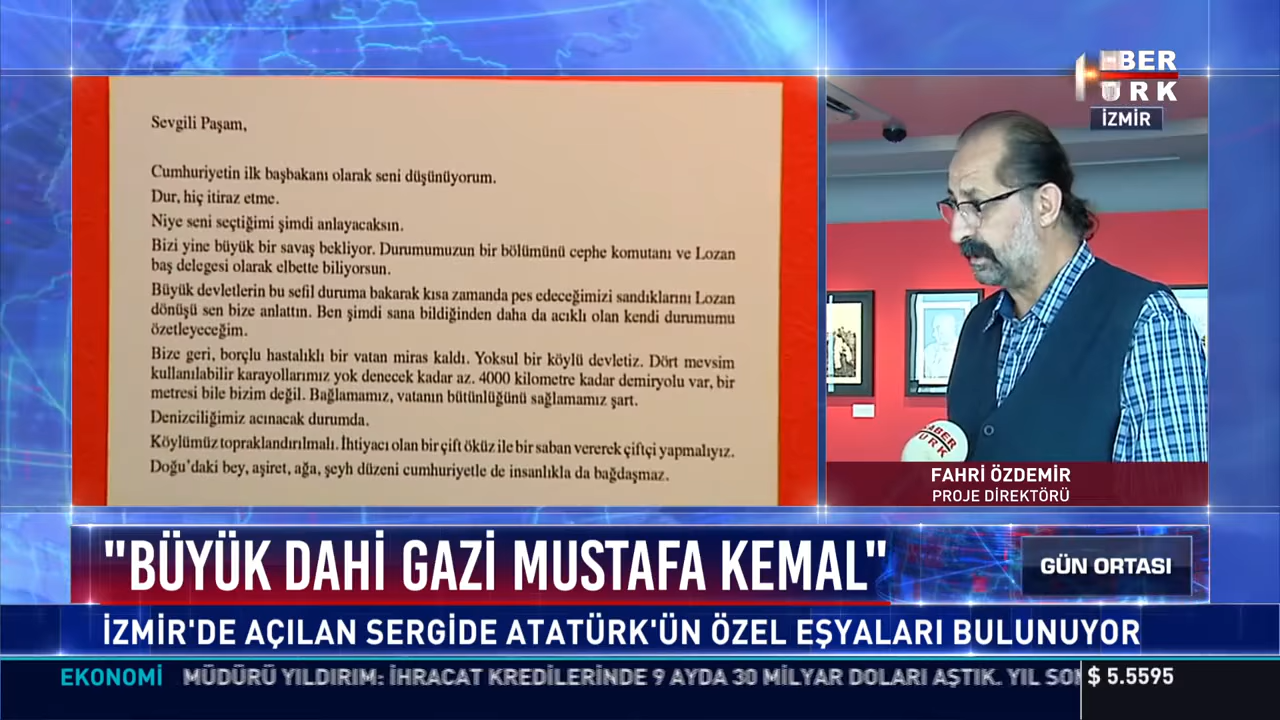 Sevgili Paşam,
Cumhuriyetin ilk başbakanı olarak seni düşünüyorum.
Dur, hiç itiraz etme.
Niye seni seçtiğimi şimdi anlayacaksın.
Bizi yine büyük bir savaş bekliyor. Durumumuzun bir bölümünü cephe komutanı ve Lozan
baş delegesi olarak elbette biliyorsun.
Büyük devletlerin bu sefil duruma bakarak kısa zamanda pes edeceğimizi sandıklarını Lozan
dönüşü sen bize anlattın. Ben şimdi sana bildiğinden daha da acıklı olan kendi durumumu
özetleyeceğim.
Bize geri, borçlu hastalıklı bir vatan miras kaldı. Yoksul bir köylü devletiz. Dört mevsim
kullanılabilir karayollarımız yok denecek kadar az. 4000 kilometre kadar demiryolu var, bir
metresi bile bizim değil. Bağlamamız, vatanın bütünlüğünü sağlamamız şart.
Denizciliğimiz acınacak durumda.
Köylümüz topraklandırılmalı. İhtiyacı olan bir çift öküz ile bir saban vererek çiftçi yapmalıyız.
Doğu'daki bey, aşiret, ağa, şeyh düzeni cumhuriyetle de insanlıkla da bağdaşmaz.
HABER
TÜRK
İZMİR
HABER
TÜRK
FAHRİ ÖZDEMİR
PROJE DİREKTÖRÜ
"BÜYÜK DAHİ GAZİ MUSTAFA KEMAL"
GÜN ORTASI
İZMİR'DE AÇILAN SERGİDE ATATÜRK'ÜN ÖZEL EŞYALARI BULUNUYOR
EKONOMİ MÜDÜRÜ YILDIRIM: İHRACAT KREDİLERİNDE 9 AYDA 30 MİLYAR DOLARI AŞTIK. YIL SON $ 5.5595